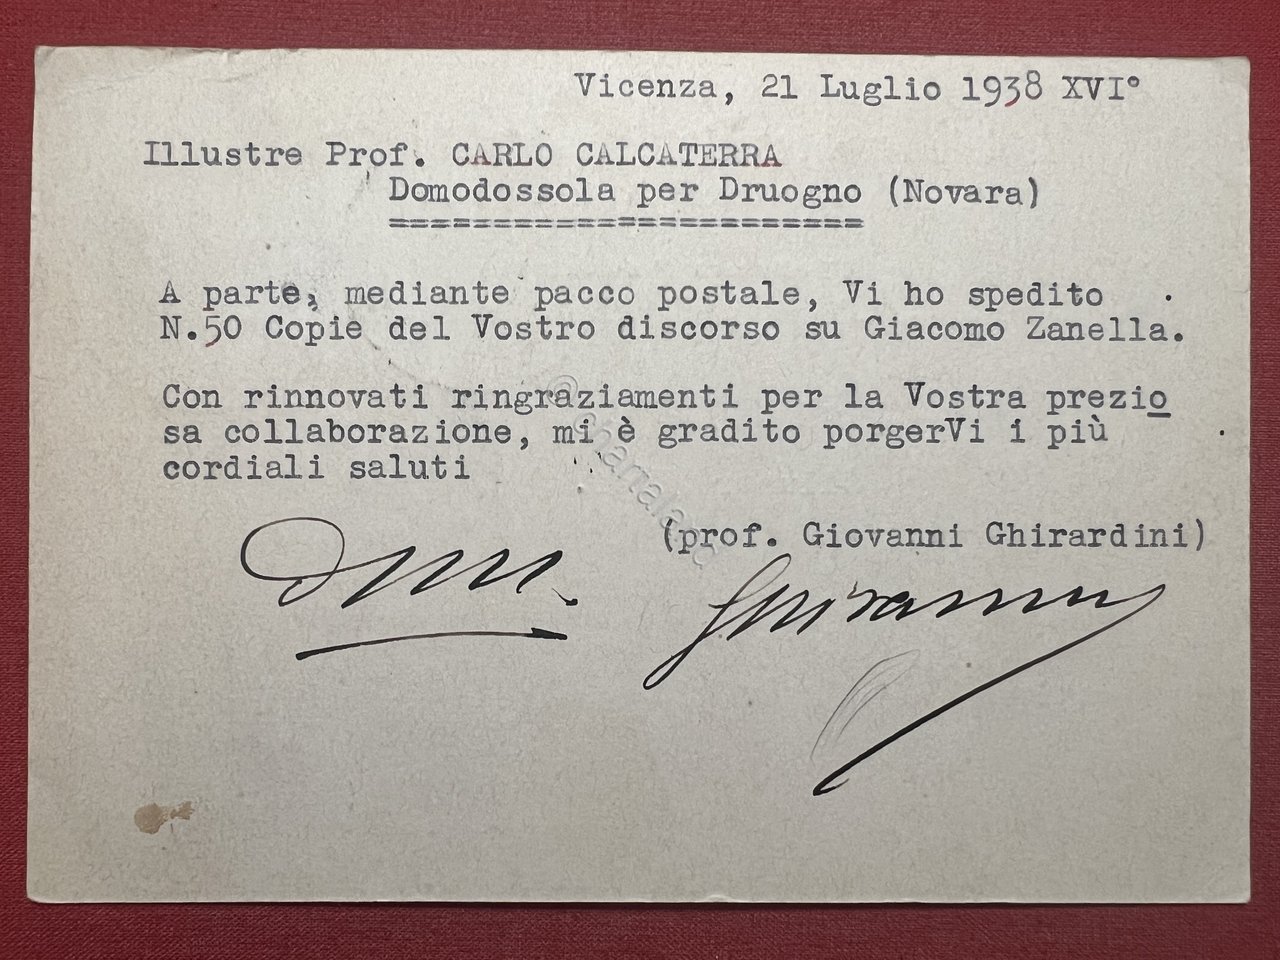 Vicenza, 21 Luglio 1938 XVI°
Illustre Prof. CARLO CALCATERRA
Domodossola per Druogno (Novara)
=======================
A parte, mediante pacco postale, Vi ho spedito
N.50 Copie del Vostro discorso su Giacomo Zanella.
Con rinnovati ringraziamenti per la Vostra prezio
sa collaborazione, mi è gradito porgerVi i più
cordiali saluti
(prof. Giovanni Ghirardini)